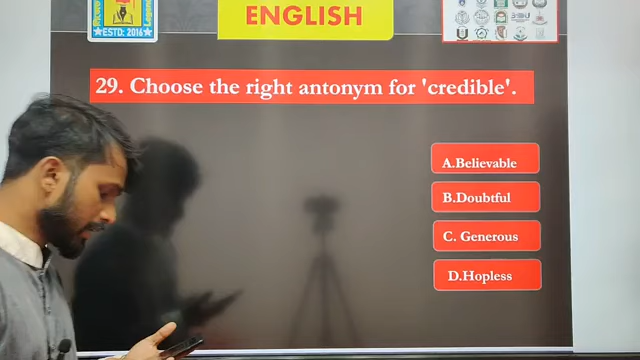 ENGLISH
ESTD: 2016
29. Choose the right antonym for 'credible'.
A.Believable
B.Doubtful
C. Generous
D.Hopless